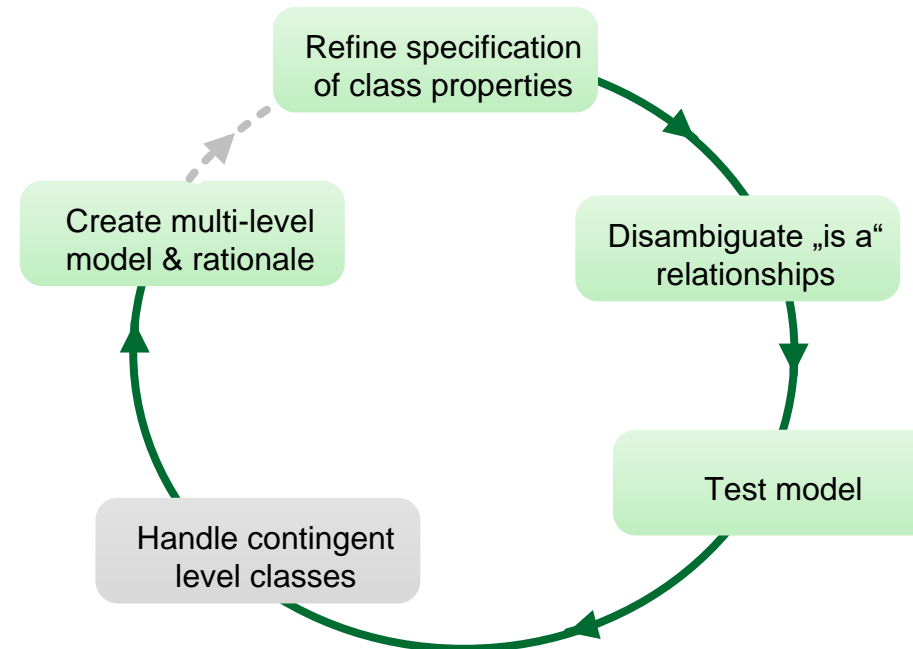 Refine specification
of class properties
Create multi-level
model & rationale
Disambiguate „is a“
relationships
Test model
Handle contingent
level classes